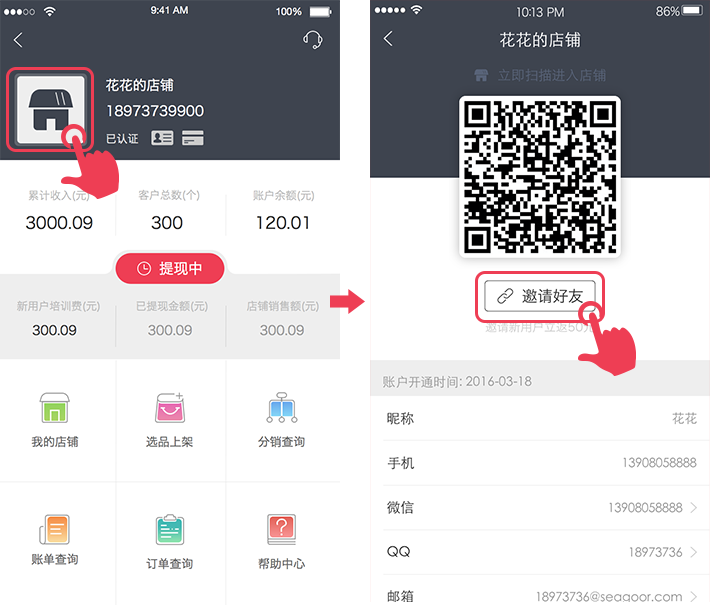 9:41 AM
100%
花花的店铺
18973739900
已认证
累计收入(元)
客户总数(个)
账户余额(元)
3000.09
300
120.01
提现中
新用户培训费(元)
已提现金额(元)
店铺销售额(元)
300.09
300.09
300.09
我的店铺
选品上架
分销查询
账单查询
订单查询
帮助中心
10:13 PM
86%
花花的店铺
立即扫描进入店铺
邀请好友
邀请新用户立返50元
账户开通时间: 2016-03-18
昵称
花花
手机
13908058888
微信
13908058888
QQ
18973736
邮箱
18973736@seagoor.com